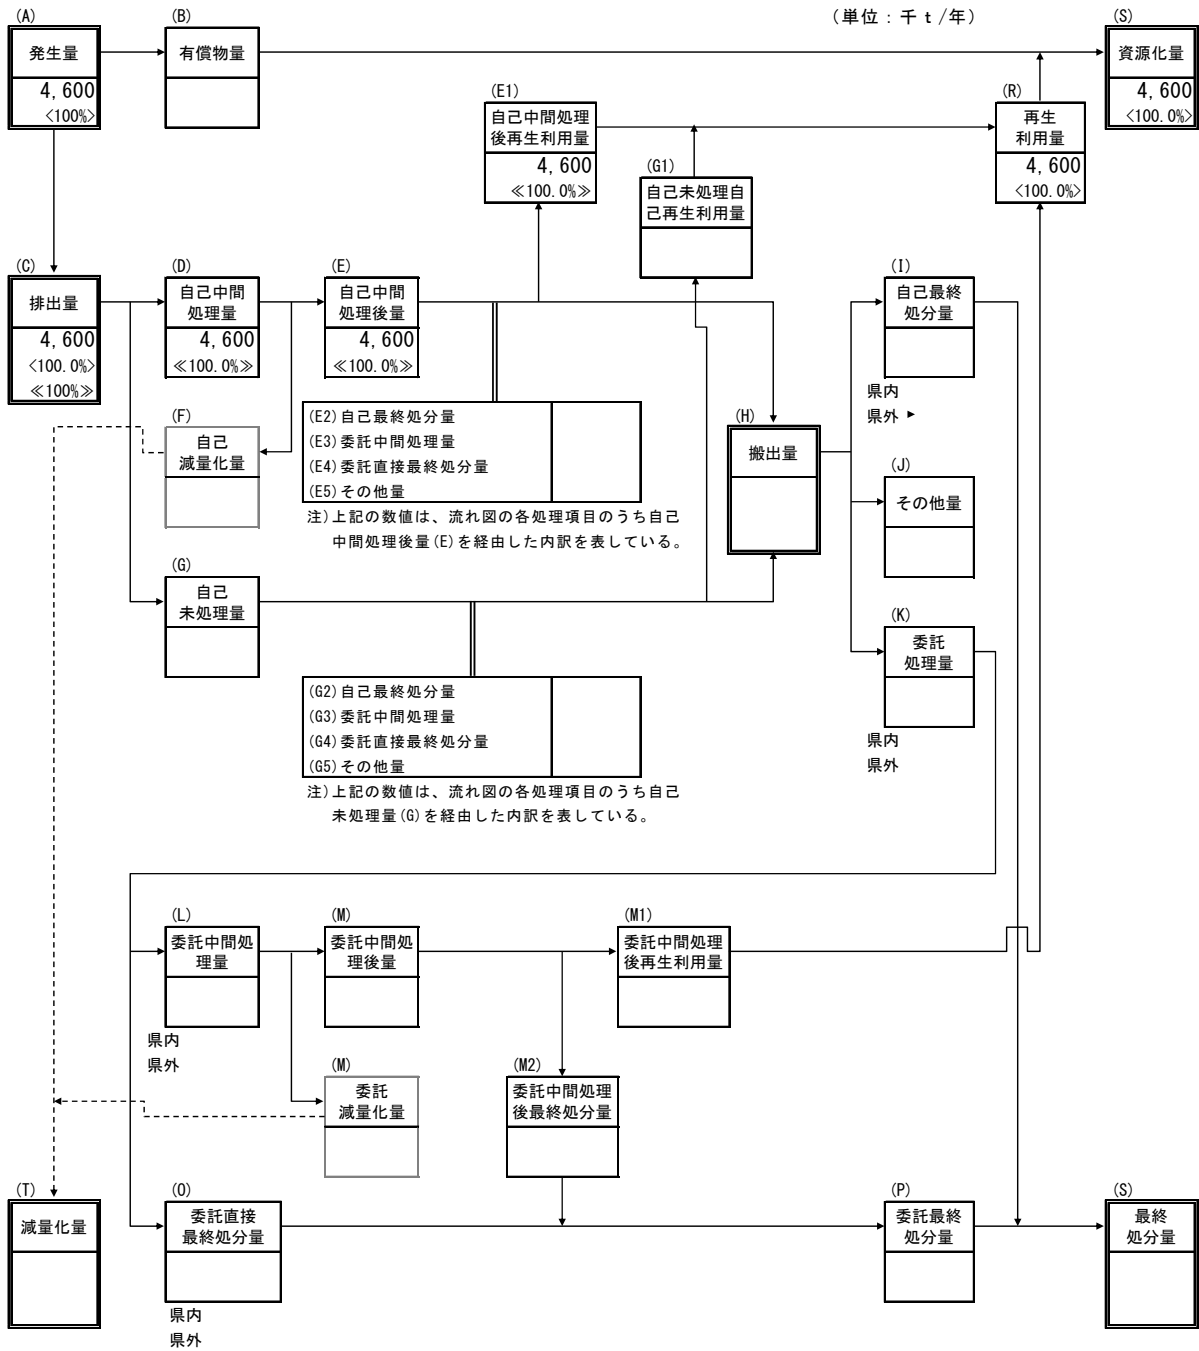 (A)
発生量
4,600
<100%>
(B)
有償物量
(単位:千t/年)
(S)
資源化量
4,600
<100.0%>
(E1)
自己中間処理
後再生利用量
4,600
≪100.0%≫
(G1)
自己未処理自
己再生利用量
(R)
再生
利用量
4,600
<100.0%>
(C)
排出量
4,600
<100.0%>
≪100%≫
(D)
自己中間
処理量
4,600
≪100.0%≫
(E)
自己中間
処理後量
4,600
≪100.0%≫
(F)
自己
減量化量
(E2)自己最終処分量
(E3)委託中間処理量
(E4)委託直接最終処分量
(E5)その他量
注)上記の数値は、流れ図の各処理項目のうち自己
中間処理後量(E)を経由した内訳を表している。
(H)
搬出量
(I)
自己最終
処分量
県内
県外
(J)
その他量
(G)
自己
未処理量
(G2)自己最終処分量
(G3)委託中間処理量
(G4)委託直接最終処分量
(G5)その他量
注)上記の数値は、流れ図の各処理項目のうち自己
未処理量(G)を経由した内訳を表している。
(K)
委託
処理量
県内
県外
(L)
委託中間処
理量
県内
県外
(M)
委託中間処
理後量
(M1)
委託中間処理
後再生利用量
(M)
委託
減量化量
(M2)
委託中間処理
後最終処分量
(T)
減量化量
(O)
委託直接
最終処分量
県内
県外
(P)
委託最終
処分量
(S)
最終
処分量